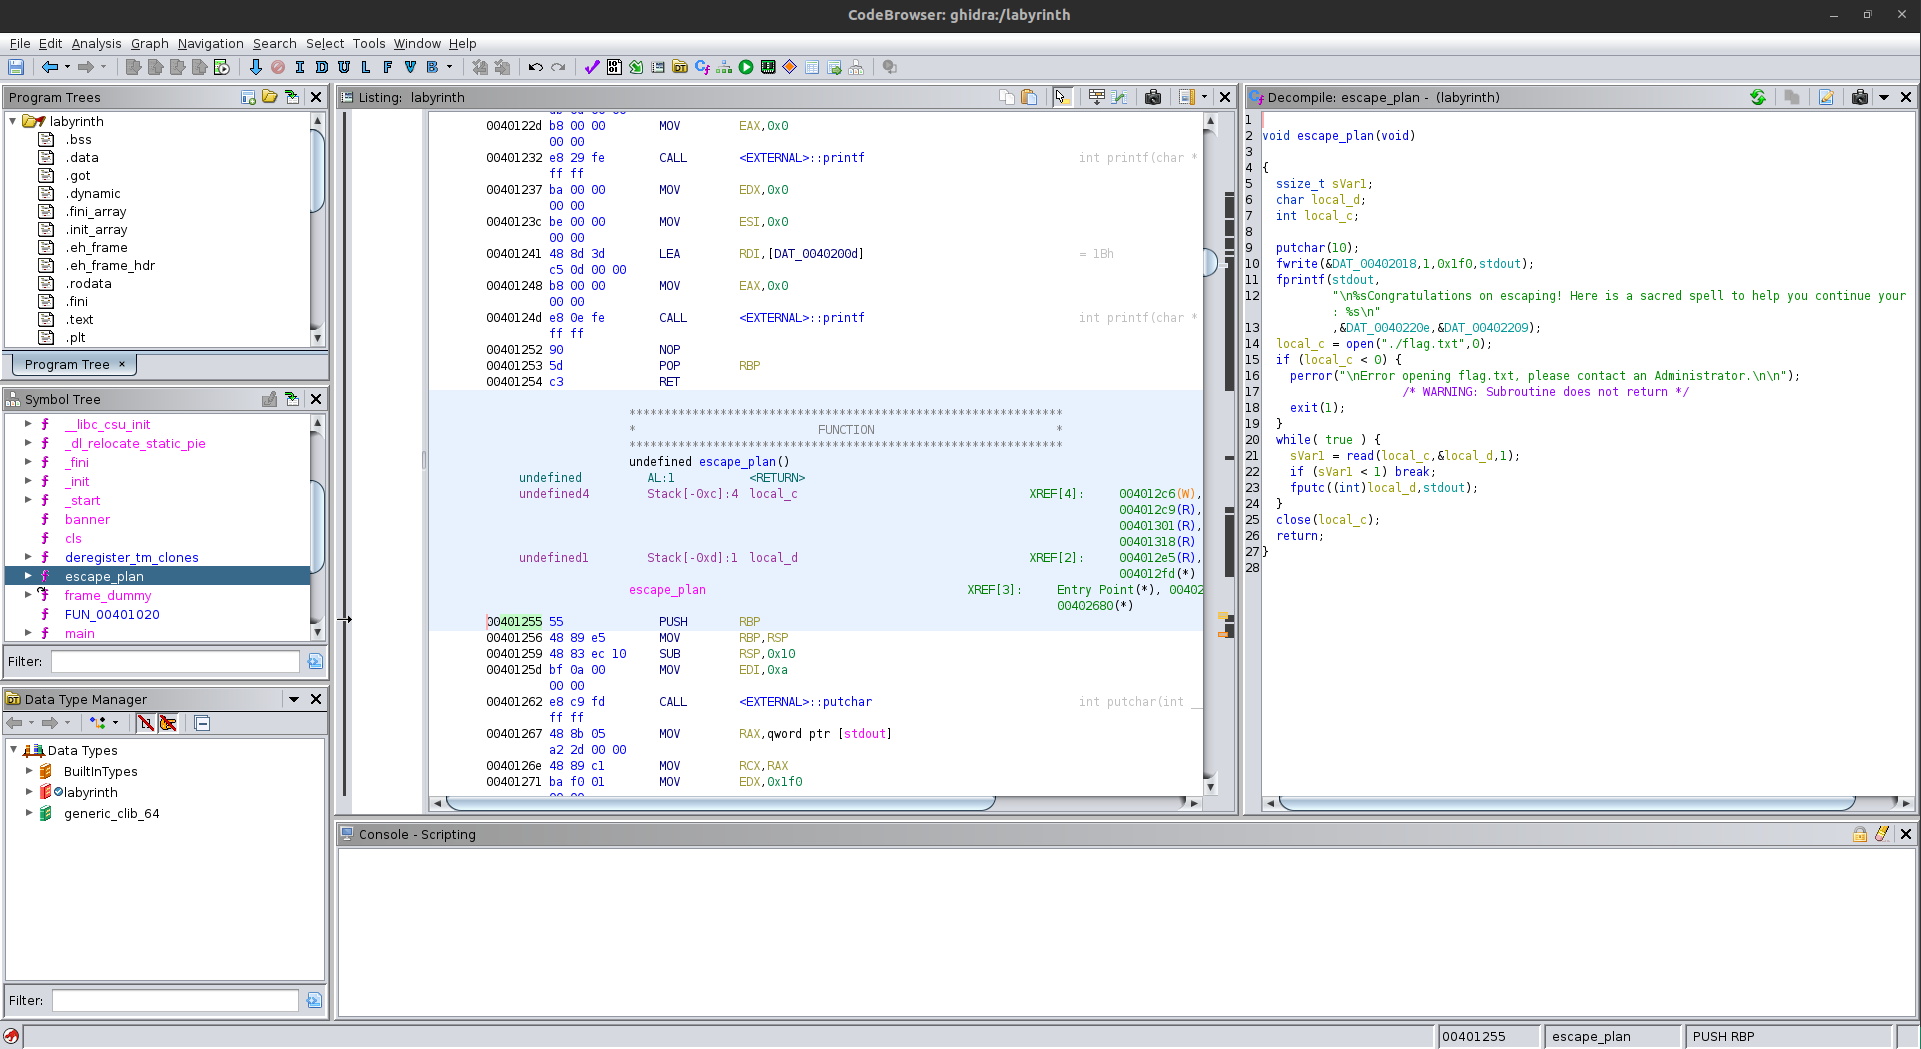 CodeBrowser: ghidra:/labyrinth
File Edit Analysis Graph Navigation Search Select Tools Window Help
I D U L F V B
Program Trees
labyrinth
.bss
.data
.got
.dynamic
.fini_array
.init_array
.eh_frame
.eh_frame_hdr
.rodata
.fini
.text
.plt
Program Tree ×
Symbol Tree
__libc_csu_init
_dl_relocate_static_pie
_fini
_init
_start
banner
cls
deregister_tm_clones
escape_plan
frame_dummy
FUN_00401020
main
Filter:
Data Type Manager
Data Types
BuiltInTypes
labyrinth
generic_clib_64
Filter:
Listing: labyrinth
0040122d b8 00 00 MOV EAX,0x0
00 00
00401232 e8 29 fe CALL <EXTERNAL>::printf int printf(char *
ff ff
00401237 ba 00 00 MOV EDX,0x0
00 00
0040123c be 00 00 MOV ESI,0x0
00 00
00401241 48 8d 3d LEA RDI,[DAT_0040200d] = 1Bh
c5 0d 00 00
00401248 b8 00 00 MOV EAX,0x0
00 00
0040124d e8 0e fe CALL <EXTERNAL>::printf int printf(char *
ff ff
00401252 90 NOP
00401253 5d POP RBP
00401254 c3 RET
**************************************************************
* FUNCTION *
**************************************************************
undefined escape_plan()
undefined AL:1 <RETURN>
undefined4 Stack[-0xc]:4 local_c XREF[4]: 004012c6(W),
004012c9(R),
00401301(R),
00401318(R)
undefined1 Stack[-0xd]:1 local_d XREF[2]: 004012e5(R),
004012fd(*)
escape_plan XREF[3]: Entry Point(*), 00402
00402680(*)
00401255 55 PUSH RBP
00401256 48 89 e5 MOV RBP,RSP
00401259 48 83 ec 10 SUB RSP,0x10
0040125d bf 0a 00 MOV EDI,0xa
00 00
00401262 e8 c9 fd CALL <EXTERNAL>::putchar int putchar(int __
ff ff
00401267 48 8b 05 MOV RAX,qword ptr [stdout]
a2 2d 00 00
0040126e 48 89 c1 MOV RCX,RAX
00401271 ba f0 01 MOV EDX,0x1f0
Decompile: escape_plan - (labyrinth)
1
2 void escape_plan(void)
3
4 {
5 ssize_t sVar1;
6 char local_d;
7 int local_c;
8
9 putchar(10);
10 fwrite(&DAT_00402018,1,0x1f0,stdout);
11 fprintf(stdout,
12 "\n%sCongratulations on escaping! Here is a sacred spell to help you continue your
: %s\n"
13 ,&DAT_0040220e,&DAT_00402209);
14 local_c = open("./flag.txt",0);
15 if (local_c < 0) {
16 perror("\nError opening flag.txt, please contact an Administrator.\n\n");
17 /* WARNING: Subroutine does not return */
18 exit(1);
19 }
20 while( true ) {
21 sVar1 = read(local_c,&local_d,1);
22 if (sVar1 < 1) break;
23 fputc((int)local_d,stdout);
24 }
25 close(local_c);
26 return;
27 }
28
Console - Scripting
00401255 escape_plan PUSH RBP